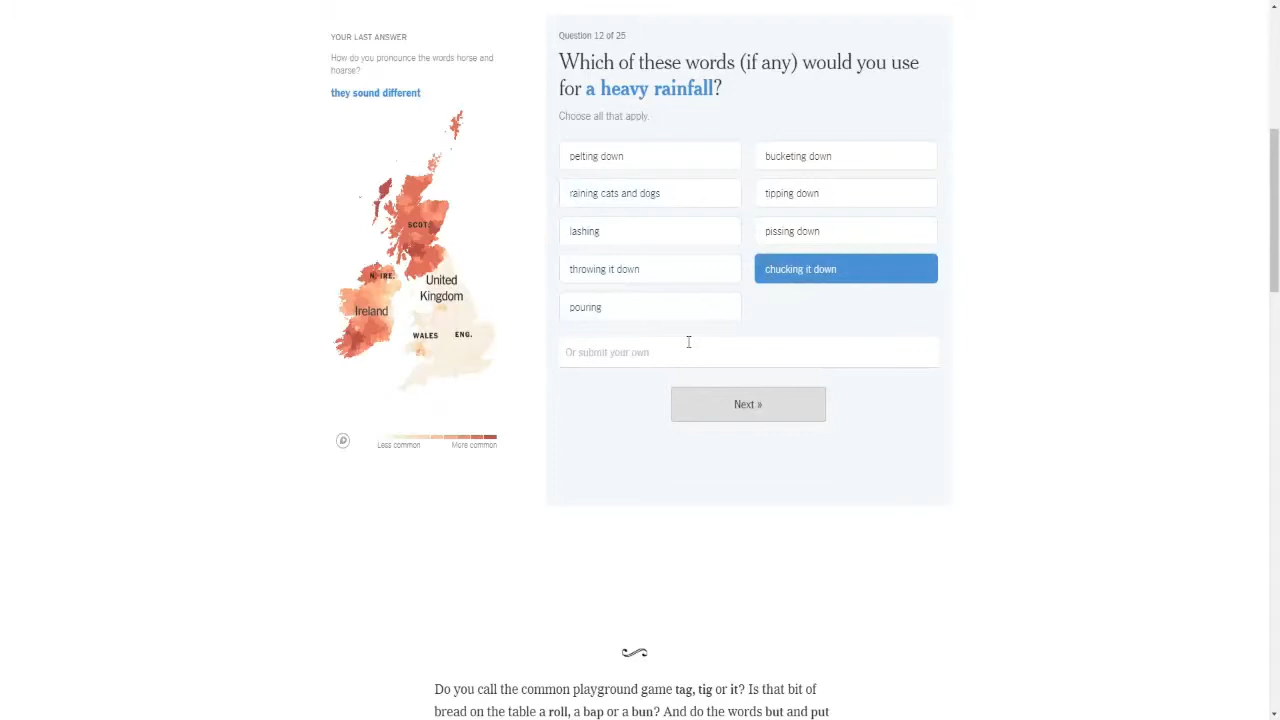 YOUR LAST ANSWER
How do you pronounce the words horse and
hoarse?
they sound different
SCOT.
N. IRE.
United
Kingdom
Ireland
WALES
ENG.
Less common
More common
Question 12 of 25
Which of these words (if any) would you use
for a heavy rainfall?
Choose all that apply.
pelting down
bucketing down
raining cats and dogs
tipping down
lashing
pissing down
throwing it down
chucking it down
pouring
Or submit your own
Next »
Do you call the common playground game tag, tig or it? Is that bit of
bread on the table a roll, a bap or a bun? And do the words but and put